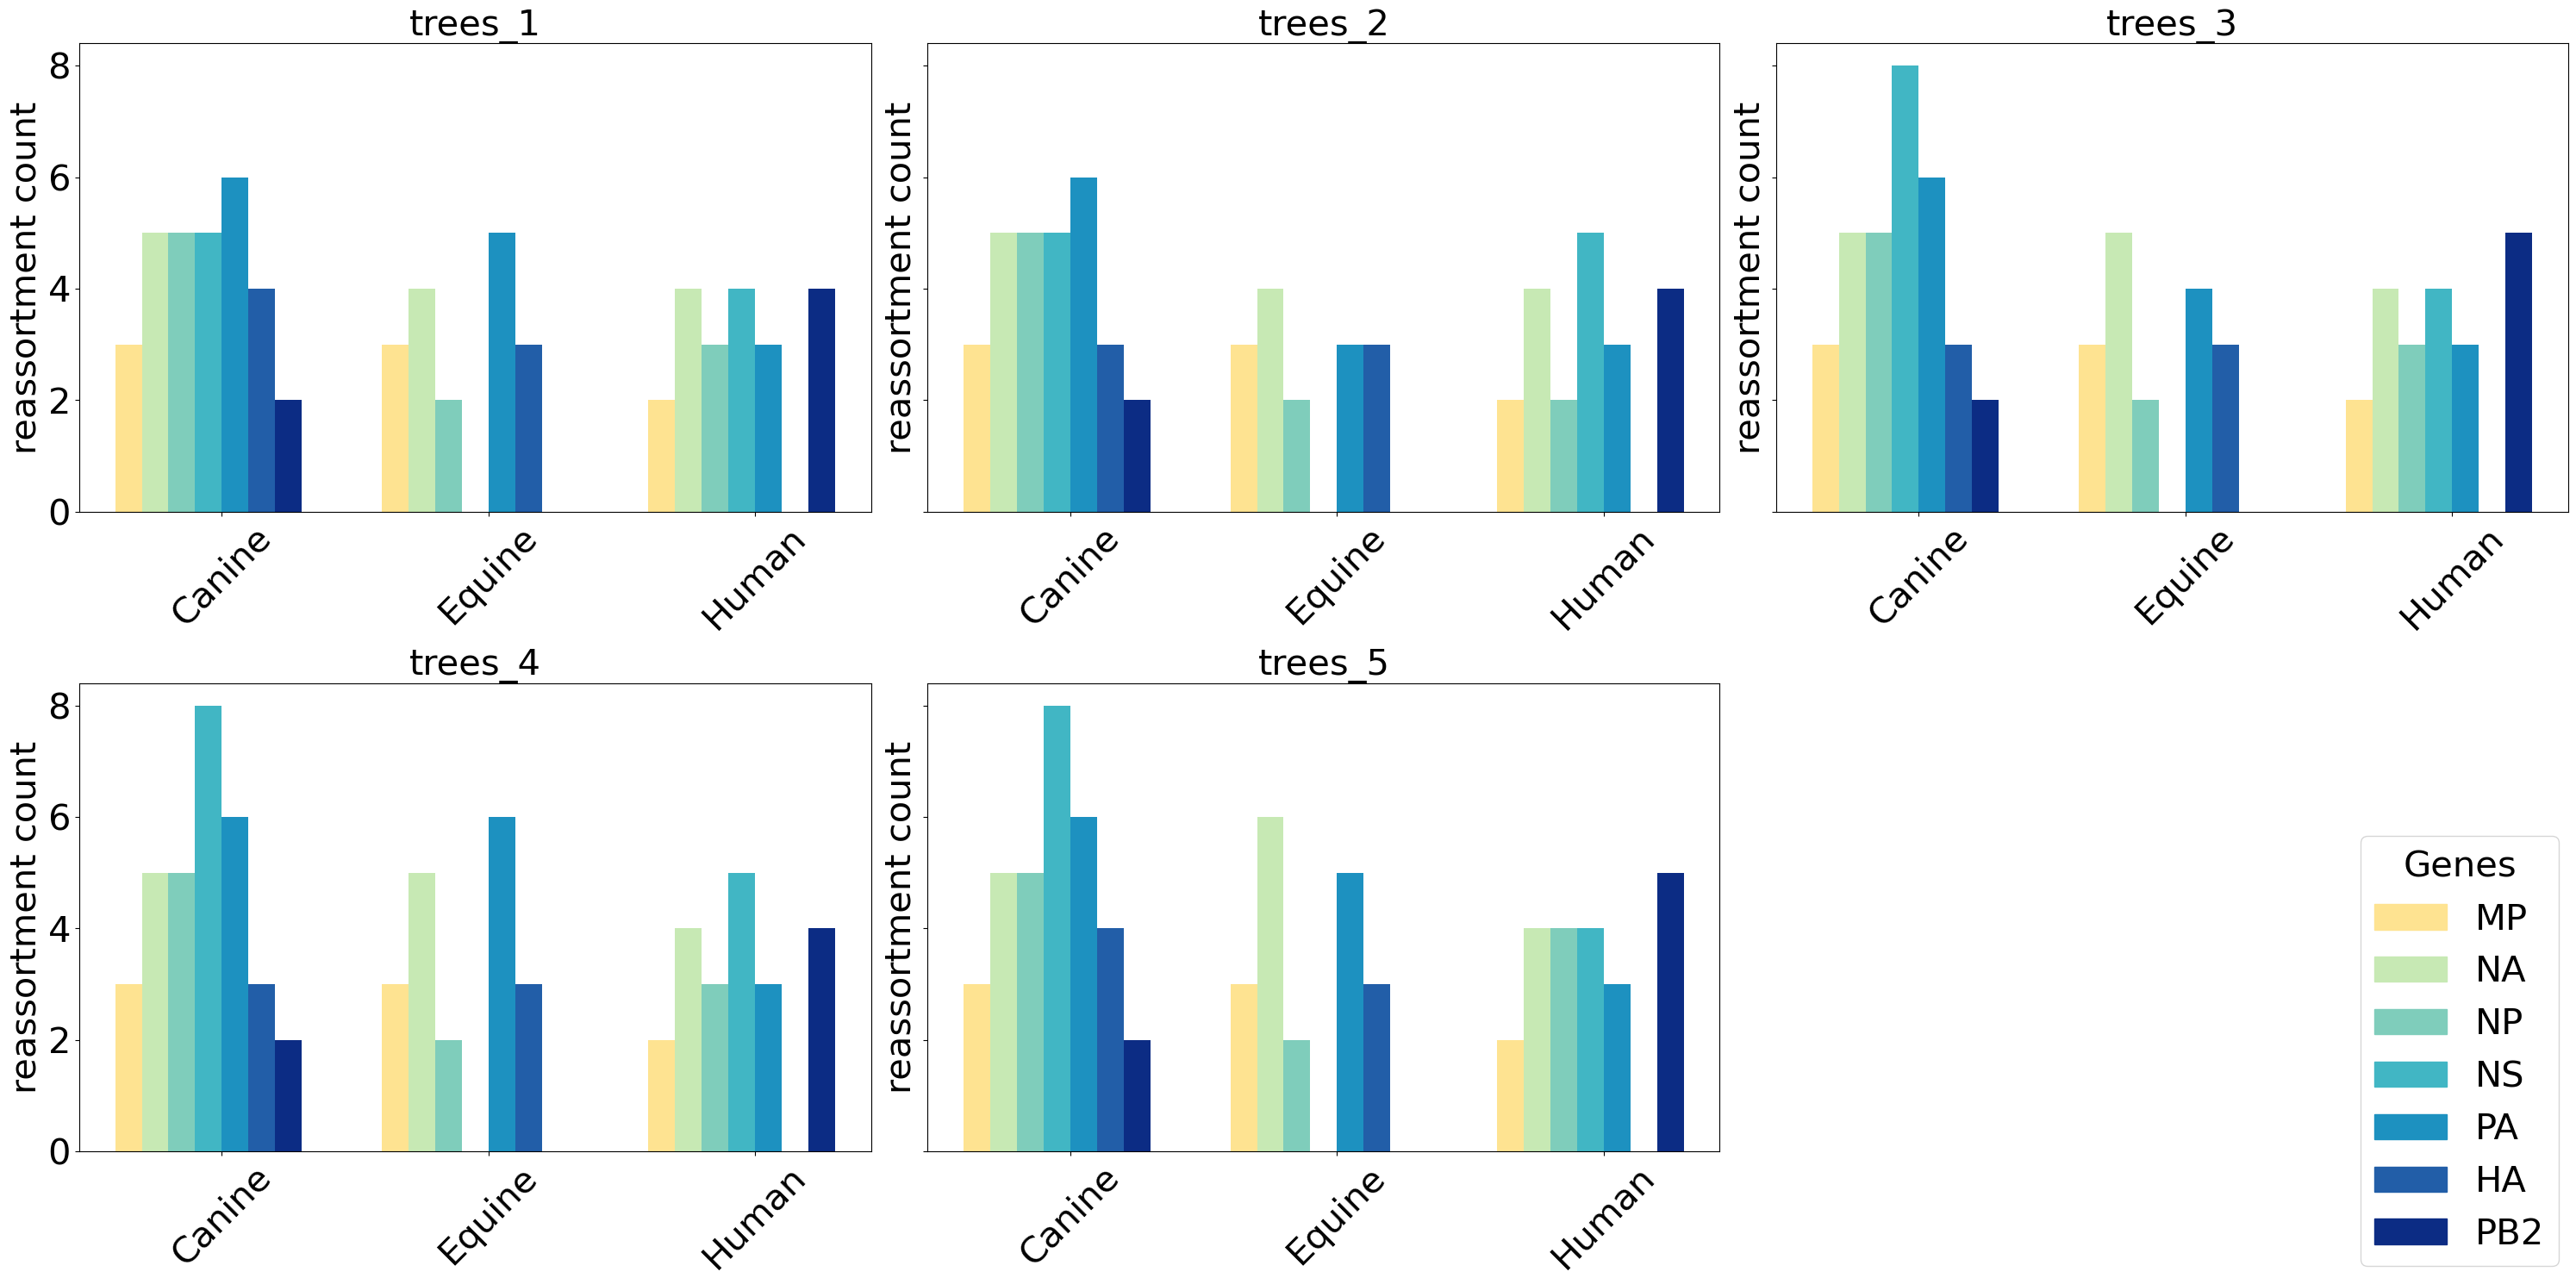 trees_1
reassortment count
8
6
4
2
0
Canine
Equine
Human
trees_2
reassortment count
Canine
Equine
Human
trees_3
reassortment count
Canine
Equine
Human
trees_4
reassortment count
8
6
4
2
0
Canine
Equine
Human
trees_5
reassortment count
Canine
Equine
Human
Genes
MP
NA
NP
NS
PA
HA
PB2